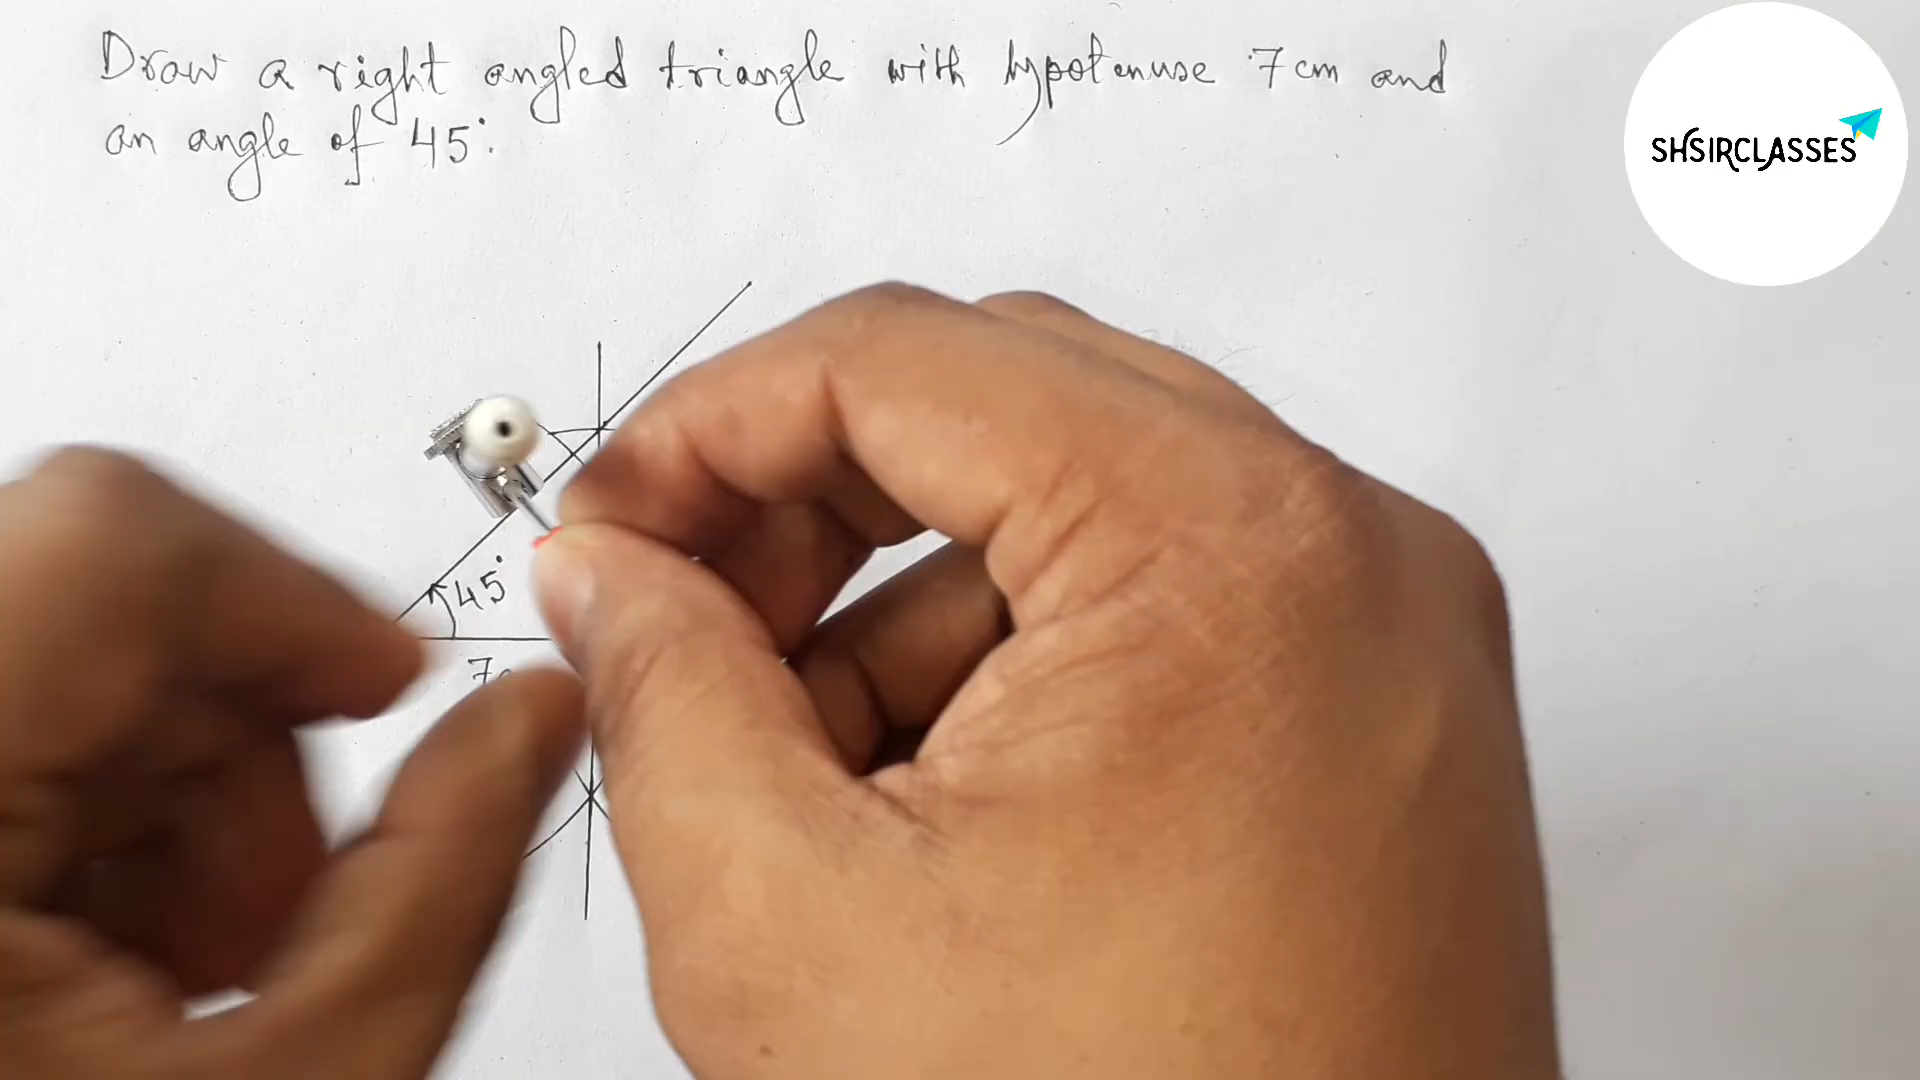 Draw a right angled triangle with hypotenuse 7cm and
an angle of 45°.
SHSIRCLASSES
45°